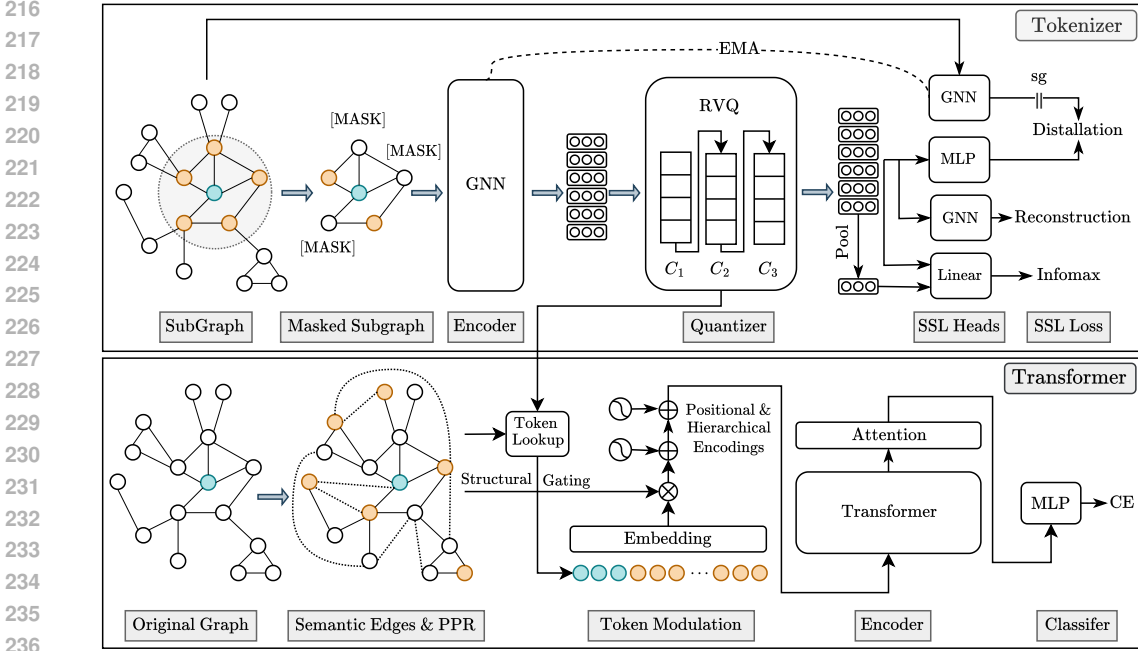 216
217
218
219
220
221
222
223
224
225
226
227
228
229
230
231
232
233
234
235
236
Tokenizer
EMA
sg
GNN
RVQ
[MASK]
[MASK]
[MASK]
Distallation
MLP
GNN
GNN
Reconstruction
Pool
C1
C2
C3
Linear
Infomax
SubGraph
Masked Subgraph
Encoder
Quantizer
SSL Heads
SSL Loss
Transformer
Token
Lookup
Positional &
Hierarchical
Encodings
Attention
Structural
Gating
MLP
CE
Transformer
Embedding
...
Original Graph
Semantic Edges & PPR
Token Modulation
Encoder
Classifer